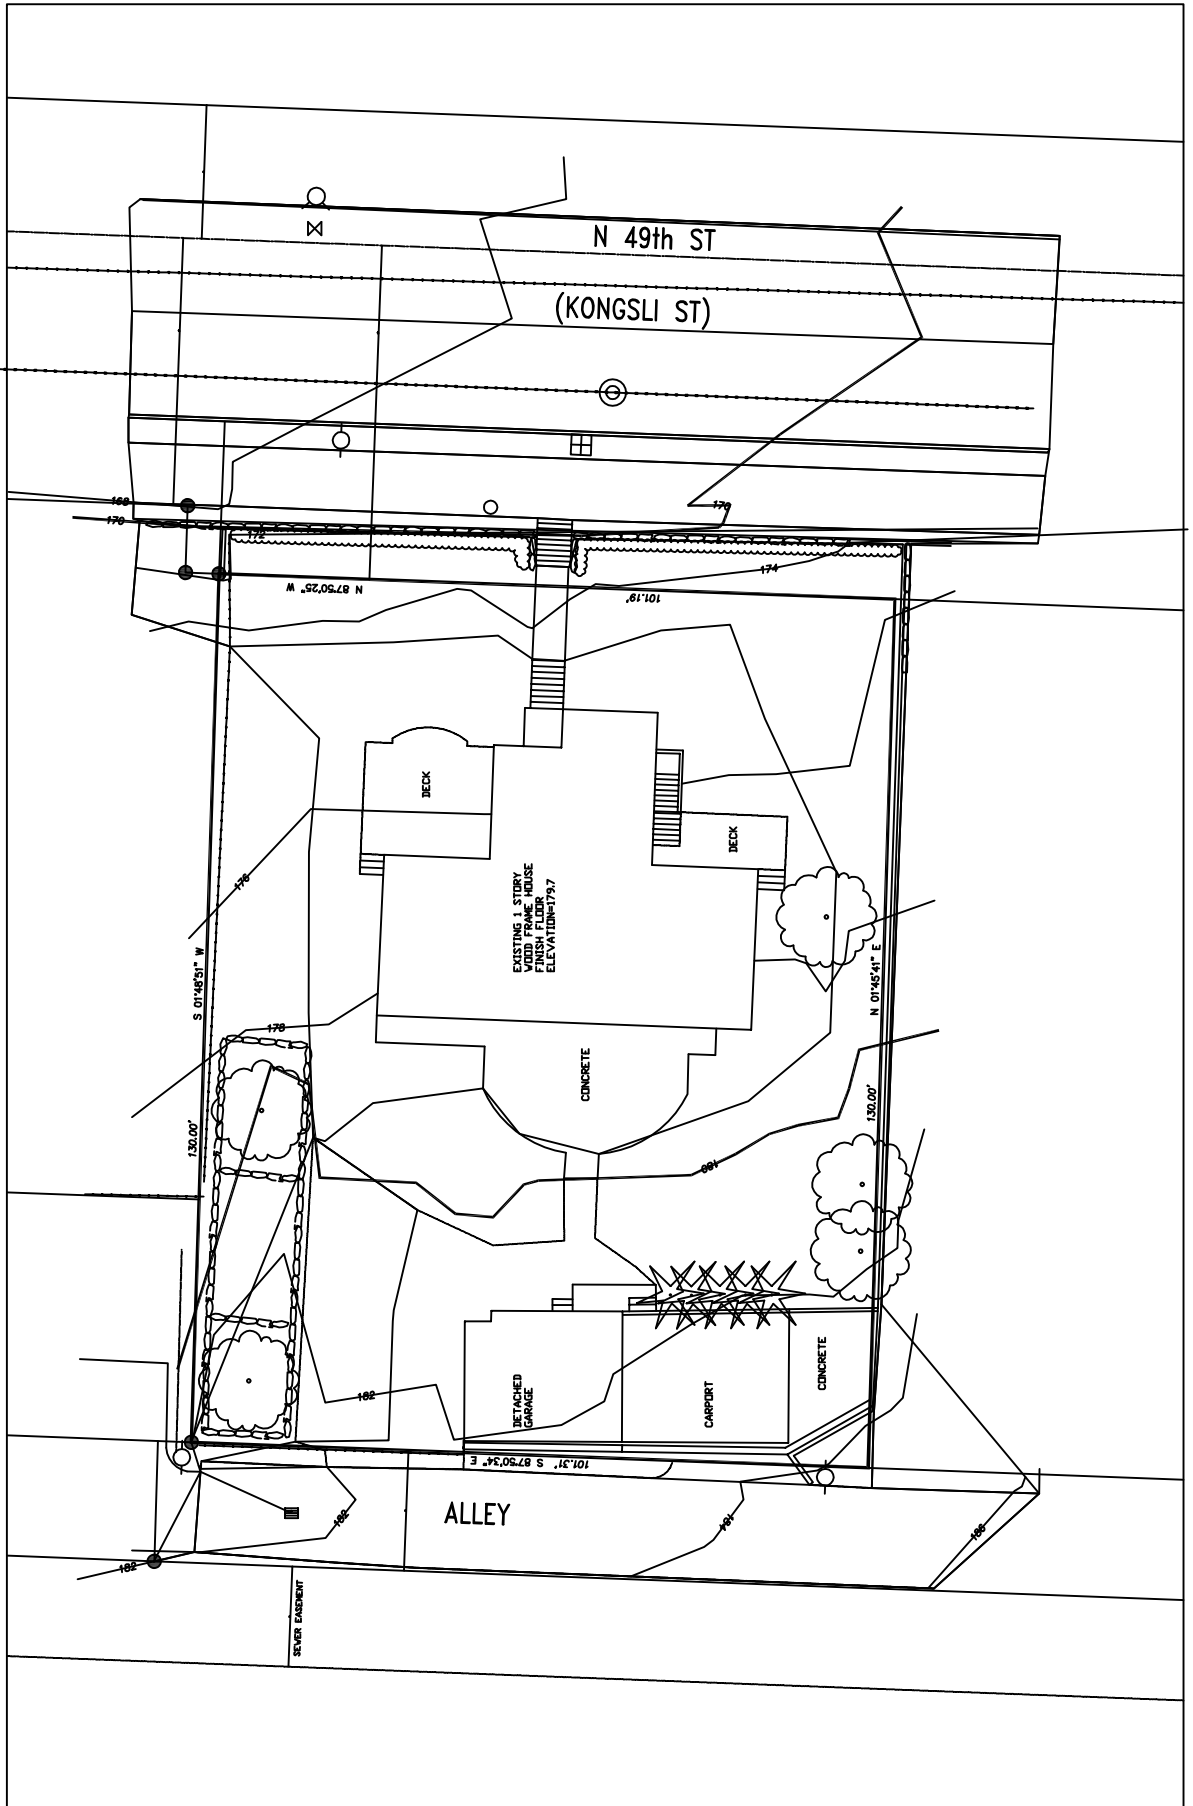 N 49th ST
(KONGSLI ST)
168
170
172
170
174
N 87°50'25" W
101.19'
DECK
DECK
EXISTING 1 STORY
WOOD FRAME HOUSE
FINISH FLOOR
ELEVATION=179.7
176
S 01°48'51" W
N 01°45'41" E
178
CONCRETE
130.00'
130.00'
180
182
DETACHED
GARAGE
CARPORT
CONCRETE
101.31' S 87°50'34" E
ALLEY
182
184
186
182
SEWER EASEMENT